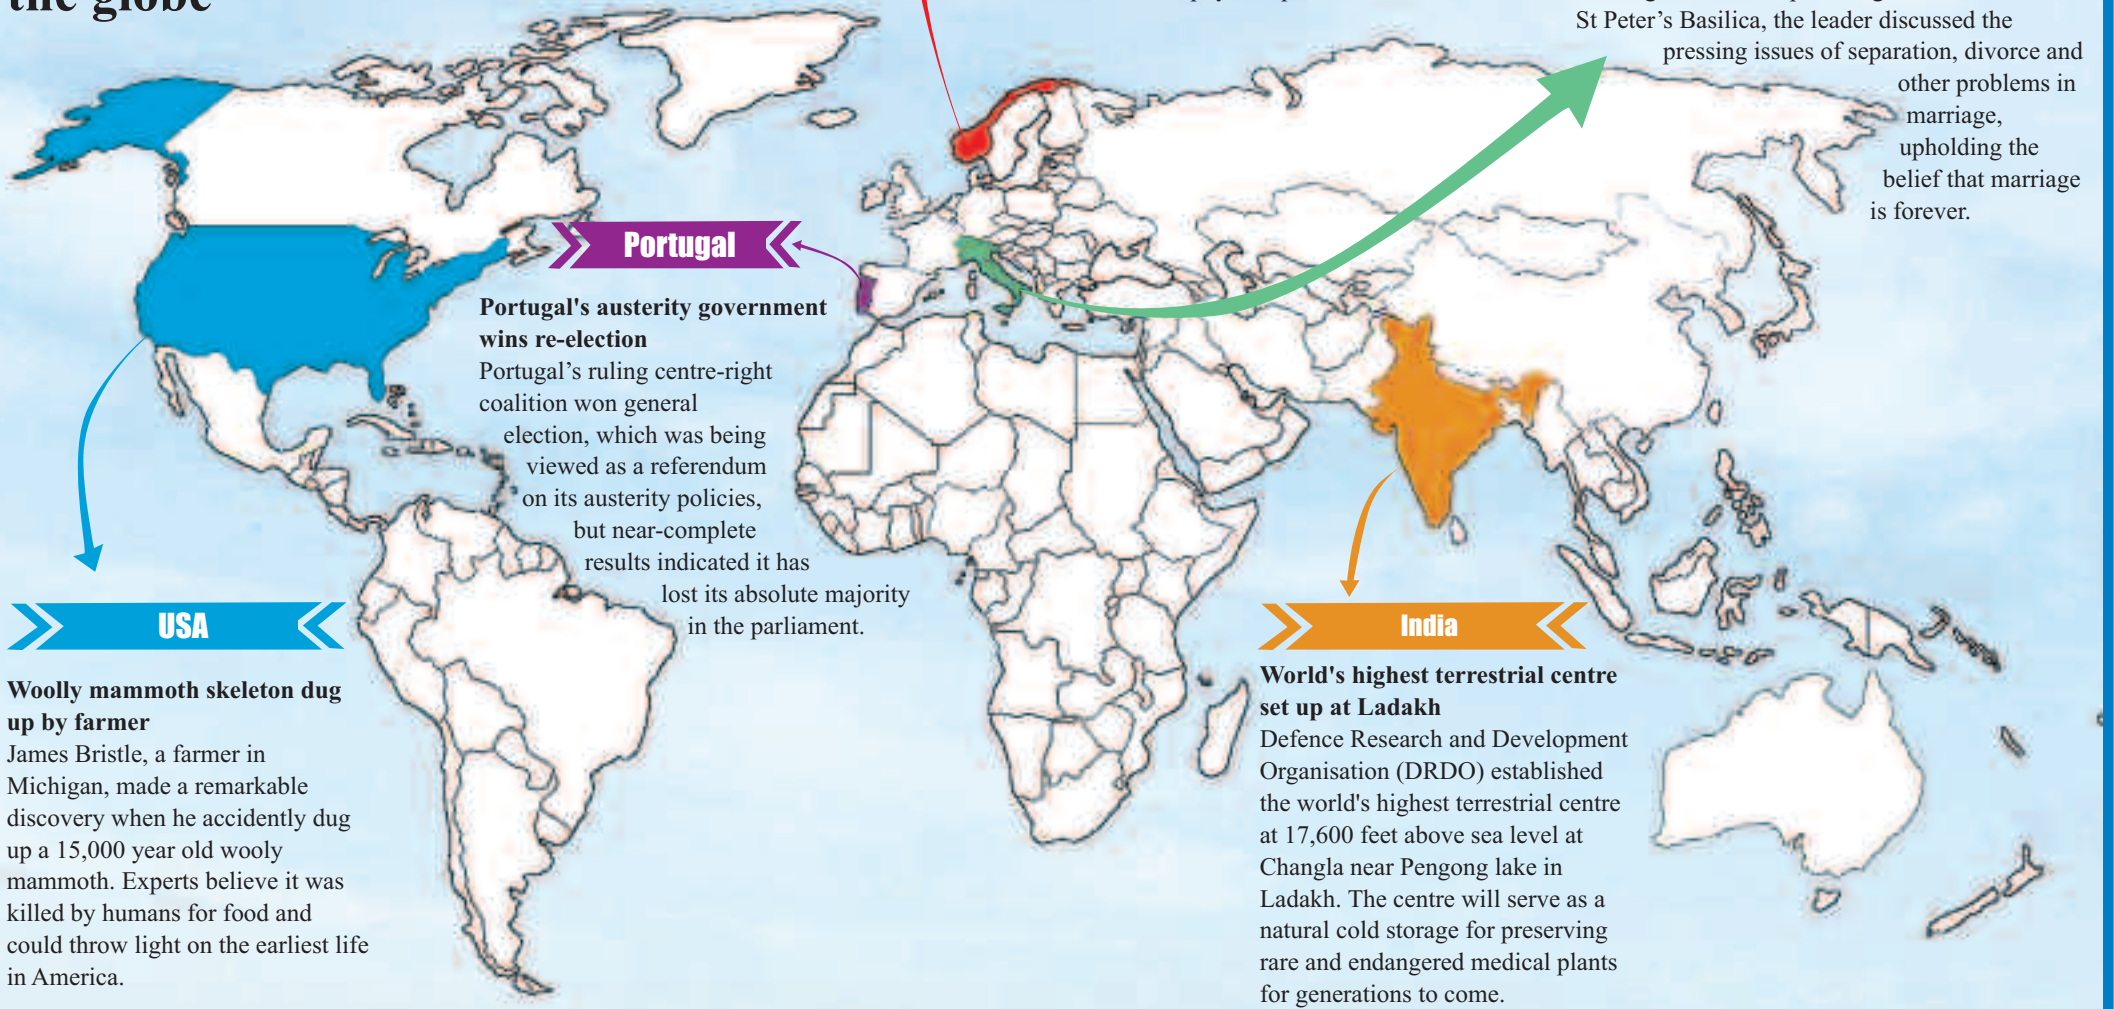 the globe
St Peter’s Basilica, the leader discussed the
pressing issues of separation, divorce and
other problems in
marriage,
upholding the
belief that marriage
is forever.
Portugal
Portugal's austerity government
wins re-election
Portugal’s ruling centre-right
coalition won general
election, which was being
viewed as a referendum
on its austerity policies,
but near-complete
results indicated it has
lost its absolute majority
in the parliament.
USA
Woolly mammoth skeleton dug
up by farmer
James Bristle, a farmer in
Michigan, made a remarkable
discovery when he accidently dug
up a 15,000 year old wooly
mammoth. Experts believe it was
killed by humans for food and
could throw light on the earliest life
in America.
India
World's highest terrestrial centre
set up at Ladakh
Defence Research and Development
Organisation (DRDO) established
the world's highest terrestrial centre
at 17,600 feet above sea level at
Changla near Pengong lake in
Ladakh. The centre will serve as a
natural cold storage for preserving
rare and endangered medical plants
for generations to come.